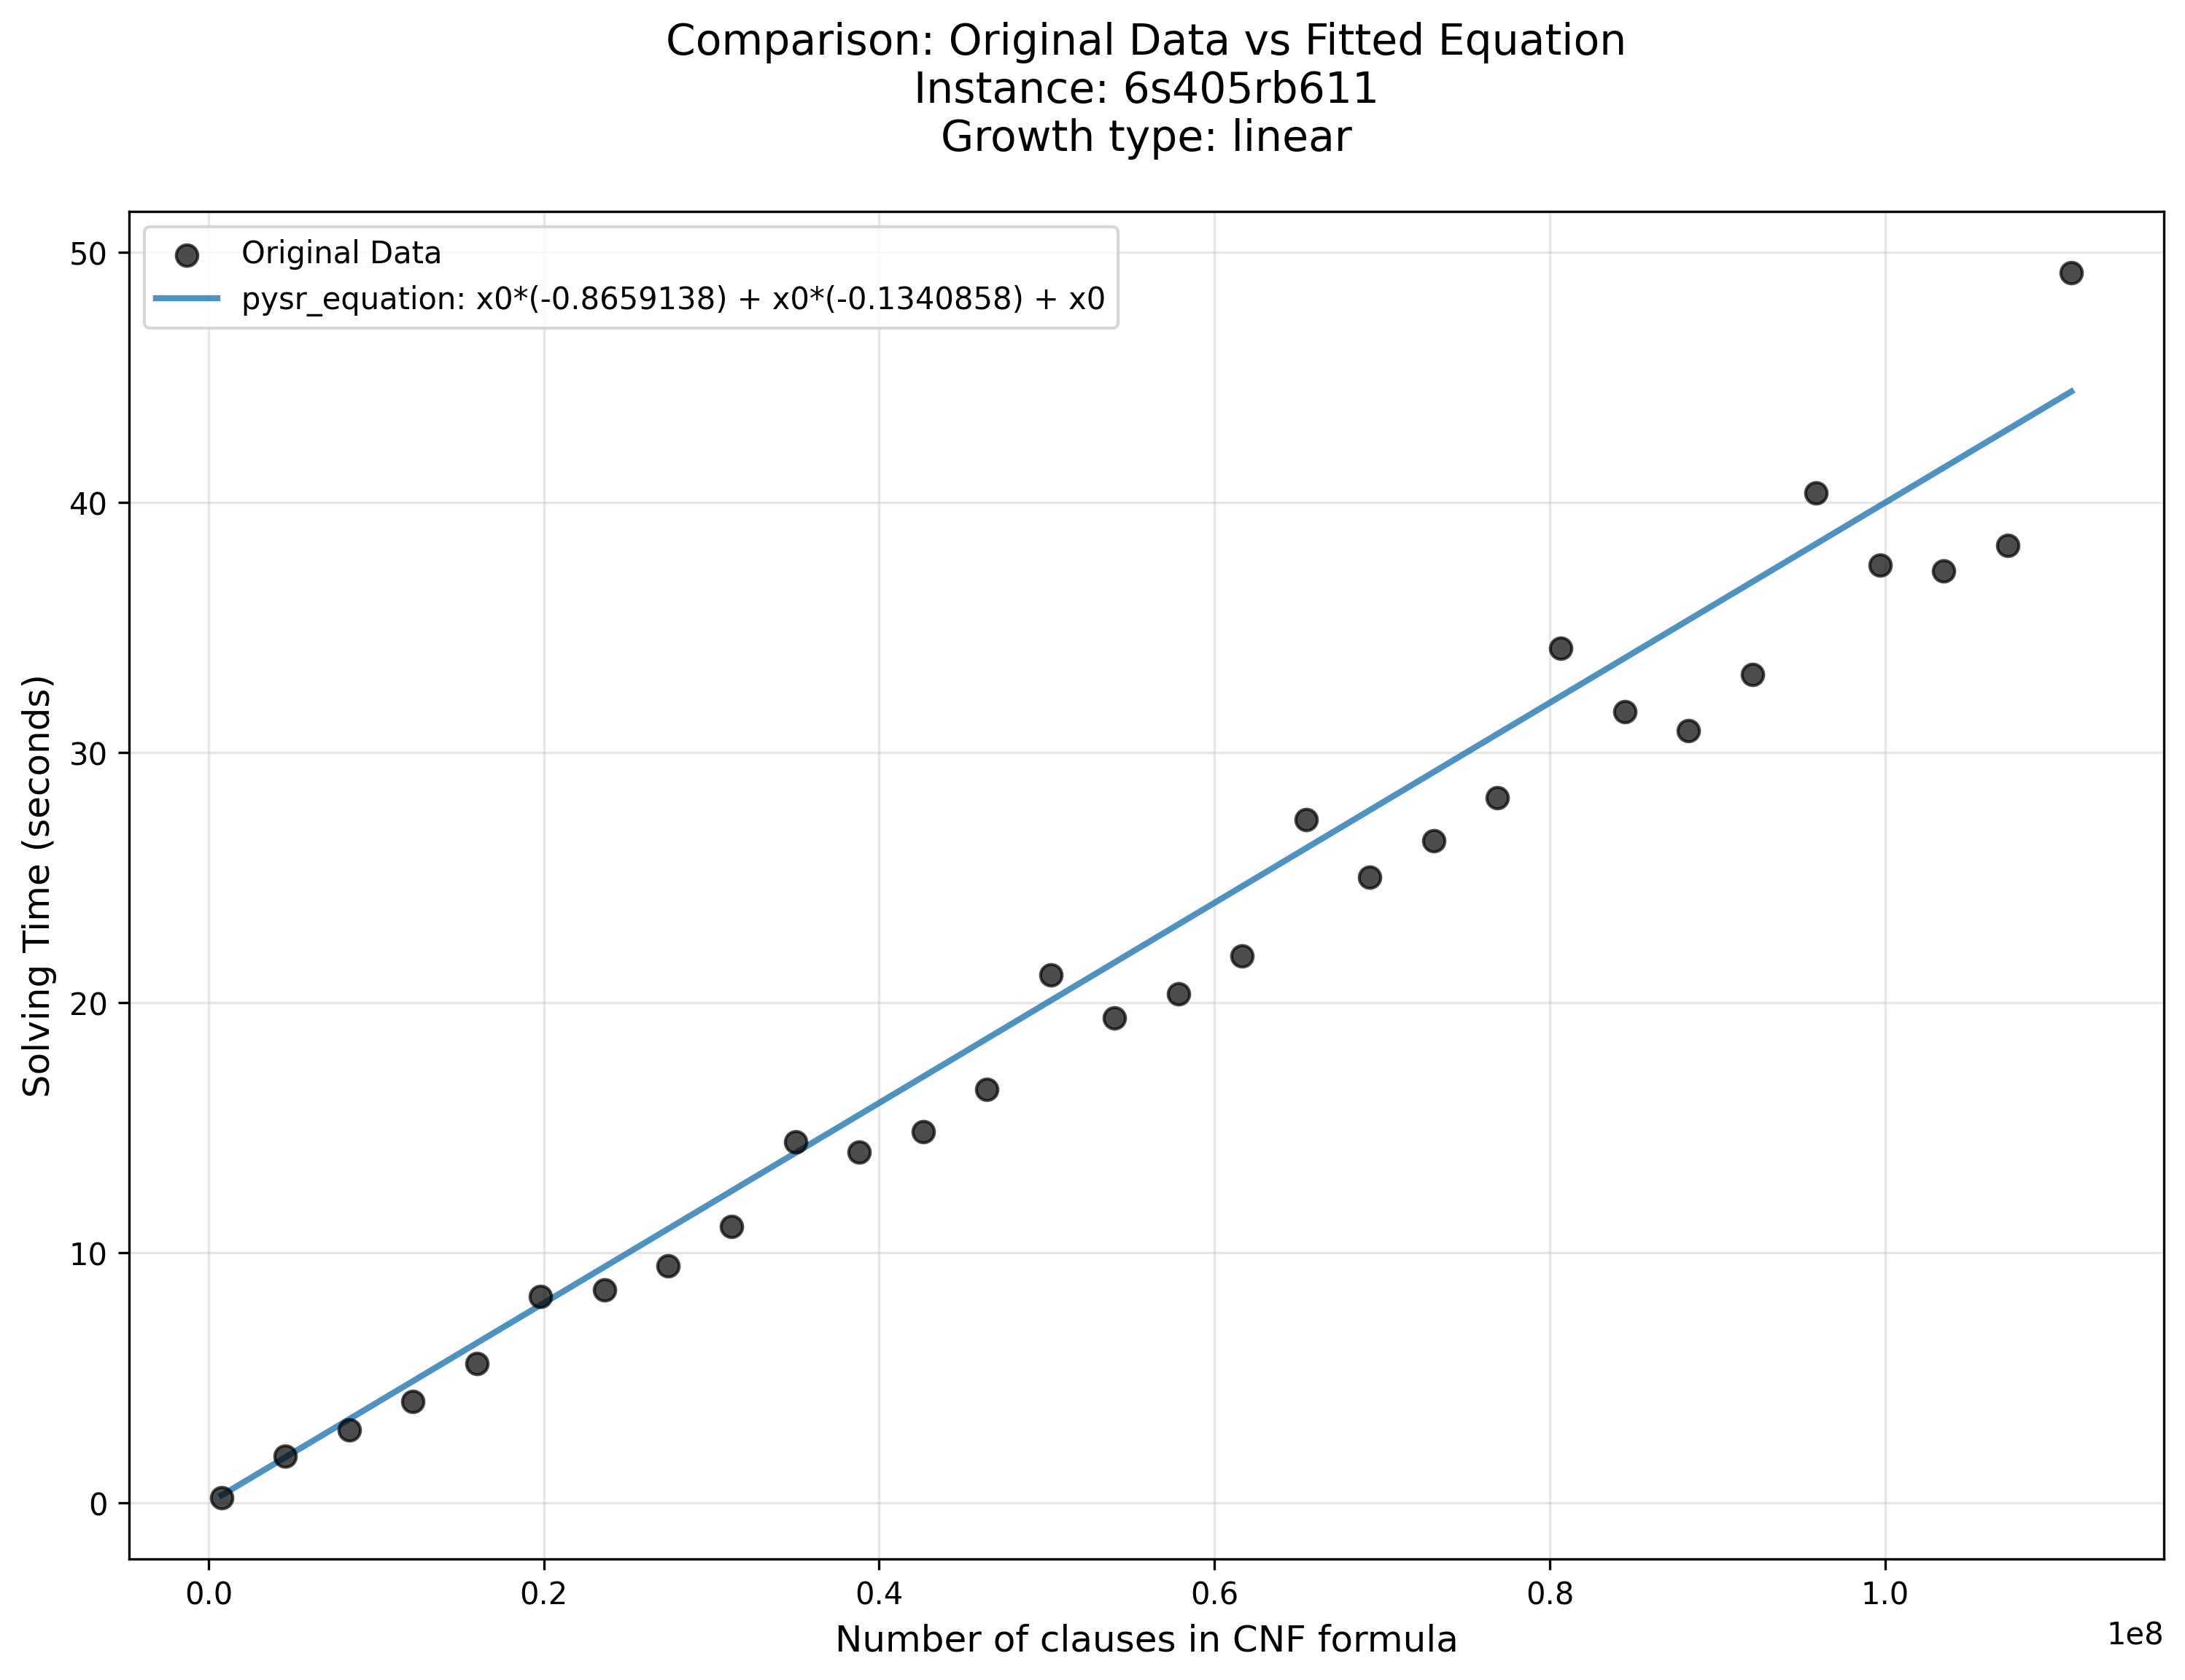 Comparison: Original Data vs Fitted Equation
Instance: 6s405rb611
Growth type: linear
Original Data
pysr_equation: x0*(-0.8659138) + x0*(-0.1340858) + x0
50
40
30
20
10
0
Solving Time (seconds)
0.0 0.2 0.4 0.6 0.8 1.0
Number of clauses in CNF formula
1e8